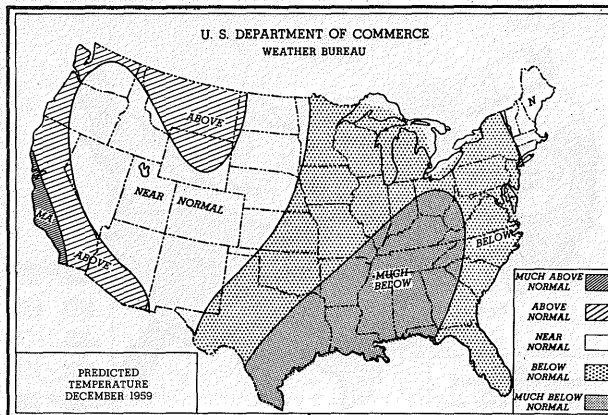 U. S. DEPARTMENT OF COMMERCE
WEATHER BUREAU
N
ABOVE
NEAR NORMAL
MA
ABOVE
BELOW
MUCH
BELOW
MUCH ABOVE
NORMAL
ABOVE
NORMAL
NEAR
NORMAL
BELOW
NORMAL
MUCH BELOW
NORMAL
PREDICTED
TEMPERATURE
DECEMBER 1959